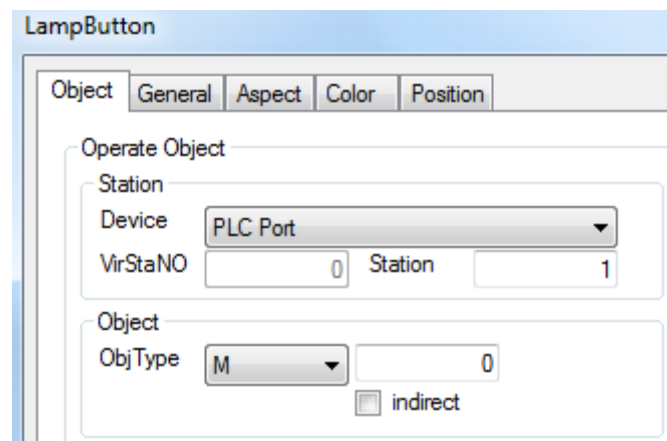 LampButton
Object General Aspect Color Position
Operate Object
Station
Device PLC Port
VirStaNO 0 Station 1
Object
ObjType M 0
indirect